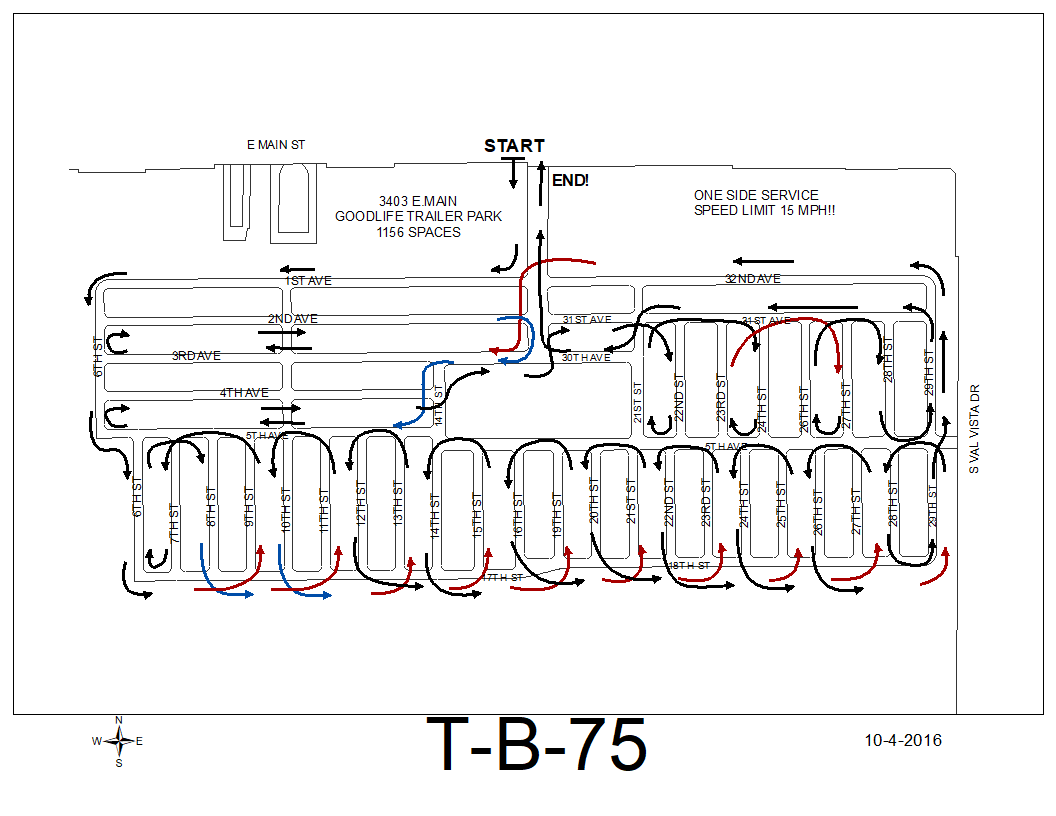 E MAIN ST
START
END!
3403 E.MAIN
GOODLIFE TRAILER PARK
1156 SPACES
ONE SIDE SERVICE
SPEED LIMIT 15 MPH!!
1ST AVE
32ND AVE
2ND AVE
31ST AVE
31ST AVE
3RD AVE
30TH AVE
6TH ST
4TH AVE
14TH ST
21ST ST
22ND ST
23RD ST
24TH ST
26TH ST
27TH ST
28TH ST
29TH ST
S VAL VISTA DR
5TH AVE
5TH AVE
6TH ST
7TH ST
8TH ST
9TH ST
10TH ST
11TH ST
12TH ST
13TH ST
14TH ST
15TH ST
16TH ST
19TH ST
20TH ST
21ST ST
22ND ST
23RD ST
24TH ST
25TH ST
26TH ST
27TH ST
28TH ST
29TH ST
17TH ST
18TH ST
N
W E
S
T-B-75
10-4-2016